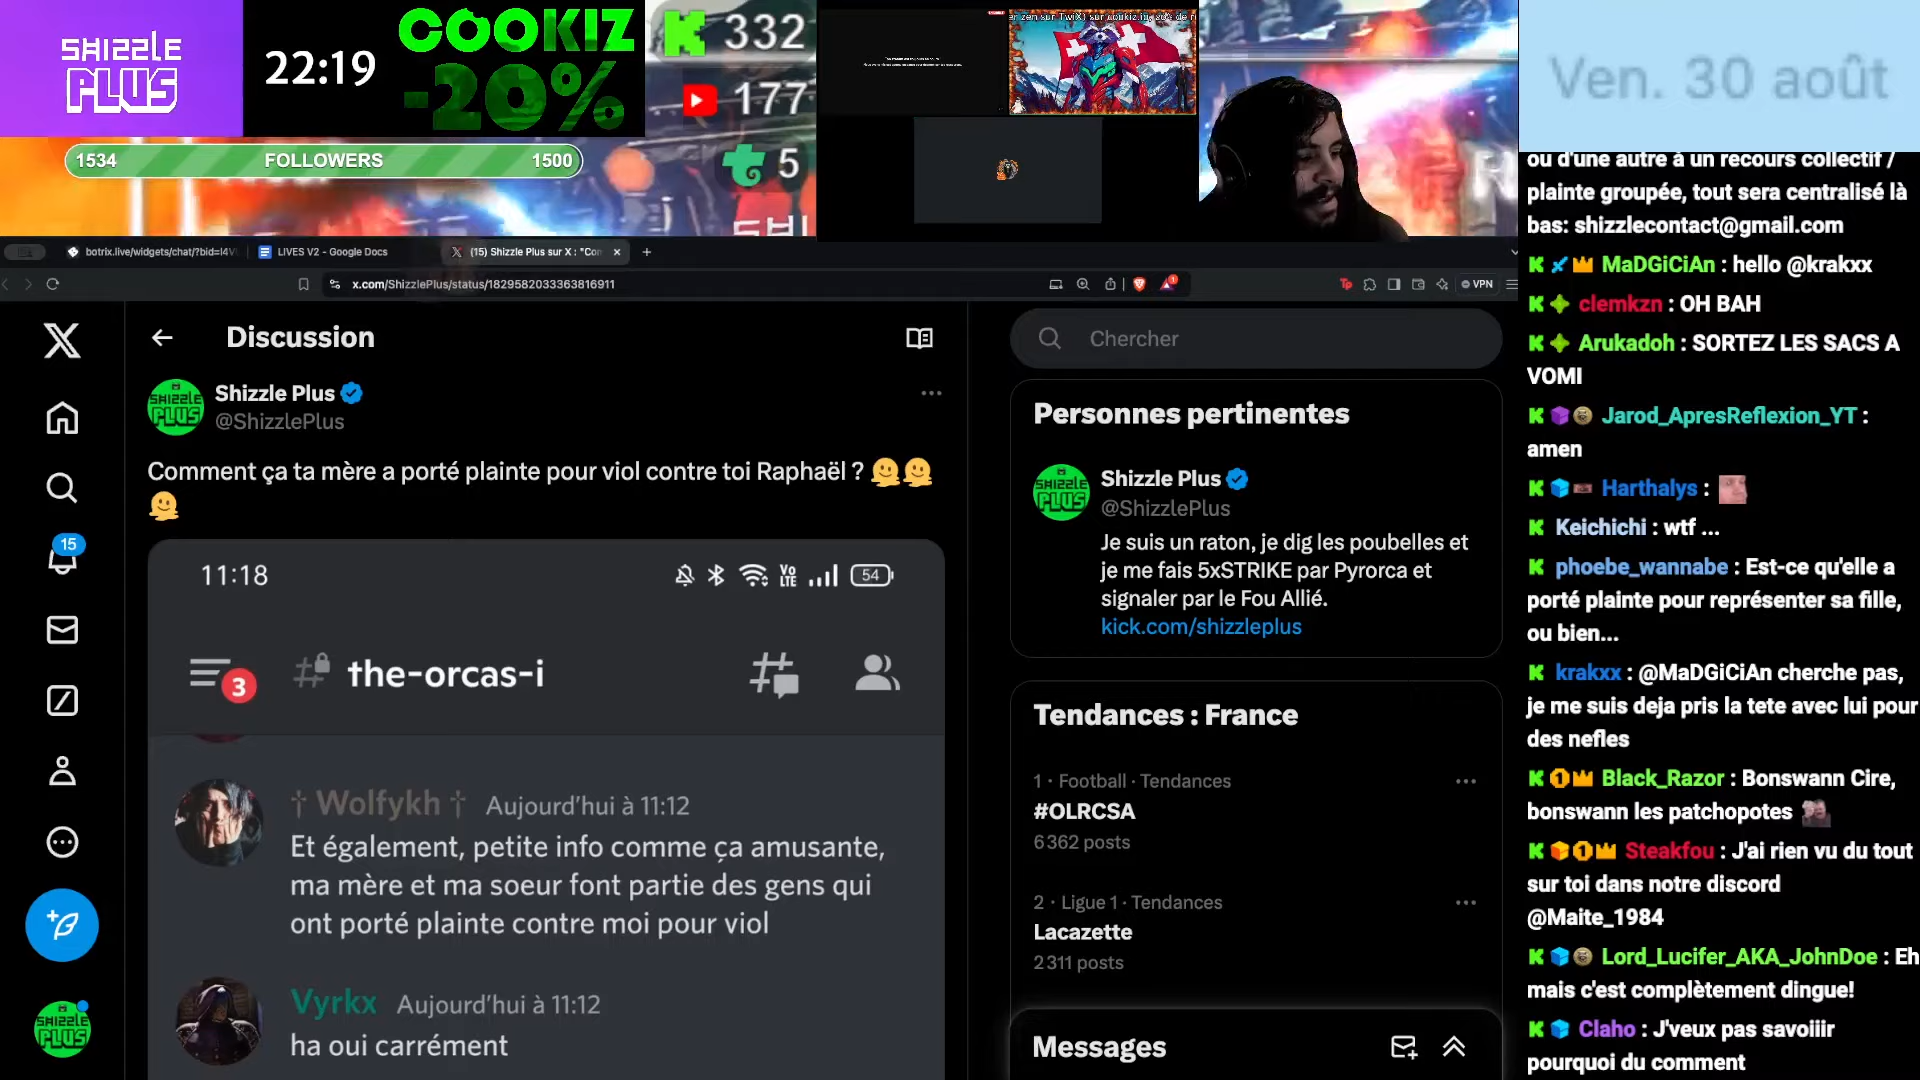 SHIZZLE
PLUS
22:19
COOKIZ
-20%
332
177
5
1534 FOLLOWERS 1500
Ven. 30 août
botrix.live/widgets/chat/?bid=I4V
LIVES V2 - Google Docs
(15) Shizzle Plus sur X : "Con
x.com/ShizzlePlus/status/1829582033363816911
VPN
15
Discussion
Shizzle Plus
@ShizzlePlus
Comment ça ta mère a porté plainte pour viol contre toi Raphaël ? 🫠🫠
🫠
11:18
Vo
LTE
54
3
the-orcas-i
† Wolfykh † Aujourd'hui à 11:12
Et également, petite info comme ça amusante,
ma mère et ma soeur font partie des gens qui
ont porté plainte contre moi pour viol
Vyrkx Aujourd'hui à 11:12
ha oui carrément
Chercher
Personnes pertinentes
Shizzle Plus
@ShizzlePlus
Je suis un raton, je dig les poubelles et
je me fais 5xSTRIKE par Pyrorca et
signaler par le Fou Allié.
kick.com/shizzleplus
Tendances : France
1 · Football · Tendances
#OLRCSA
6 362 posts
2 · Ligue 1 · Tendances
Lacazette
2 311 posts
Messages
ou d'une autre à un recours collectif /
plainte groupée, tout sera centralisé là
bas: shizzlecontact@gmail.com
MaDGiCiAn : hello @krakxx
clemkzn : OH BAH
Arukadoh : SORTEZ LES SACS A
VOMI
Jarod_ApresReflexion_YT :
amen
Harthalys :
Keichichi : wtf ...
phoebe_wannabe : Est-ce qu'elle a
porté plainte pour représenter sa fille,
ou bien...
krakxx : @MaDGiCiAn cherche pas,
je me suis deja pris la tete avec lui pour
des nefles
Black_Razor : Bonswann Cire,
bonswann les patchopotes
Steakfou : J'ai rien vu du tout
sur toi dans notre discord
@Maite_1984
Lord_Lucifer_AKA_JohnDoe : Eh
mais c'est complètement dingue!
Claho : J'veux pas savoiiir
pourquoi du comment